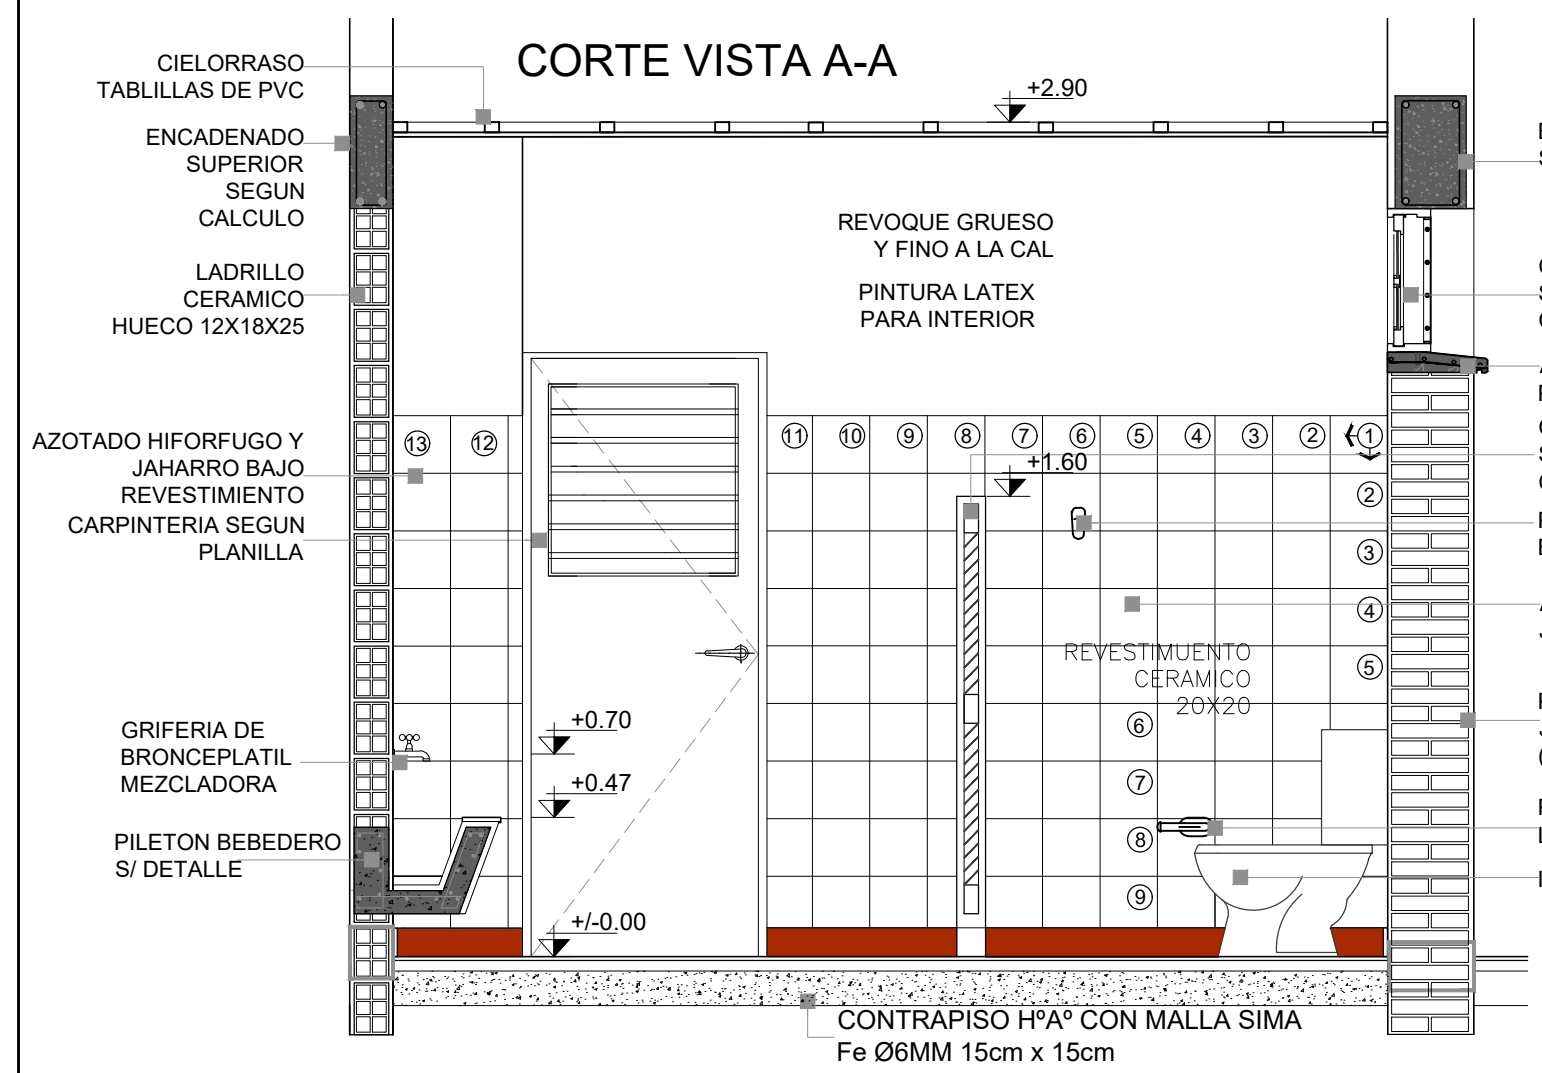 CORTE VISTA A-A
CIELORRASO
TABLILLAS DE PVC
ENCADENADO
SUPERIOR
SEGUN
CALCULO
LADRILLO
CERAMICO
HUECO 12X18X25
AZOTADO HIFORFUGO Y
JAHARRO BAJO
REVESTIMIENTO
CARPINTERIA SEGUN
PLANILLA
GRIFERIA DE
BRONCEPLATIL
MEZCLADORA
PILETON BEBEDERO
S/ DETALLE
+2.90
REVOQUE GRUESO
Y FINO A LA CAL
PINTURA LATEX
PARA INTERIOR
13 12 11 10 9 8 7 6 5 4 3 2 1
+1.60
2
3
4
5
REVESTIMUENTO
CERAMICO
20X20
6
7
8
9
+0.70
+0.47
+/-0.00
CONTRAPISO HºAº CON MALLA SIMA
Fe Ø6MM 15cm x 15cm